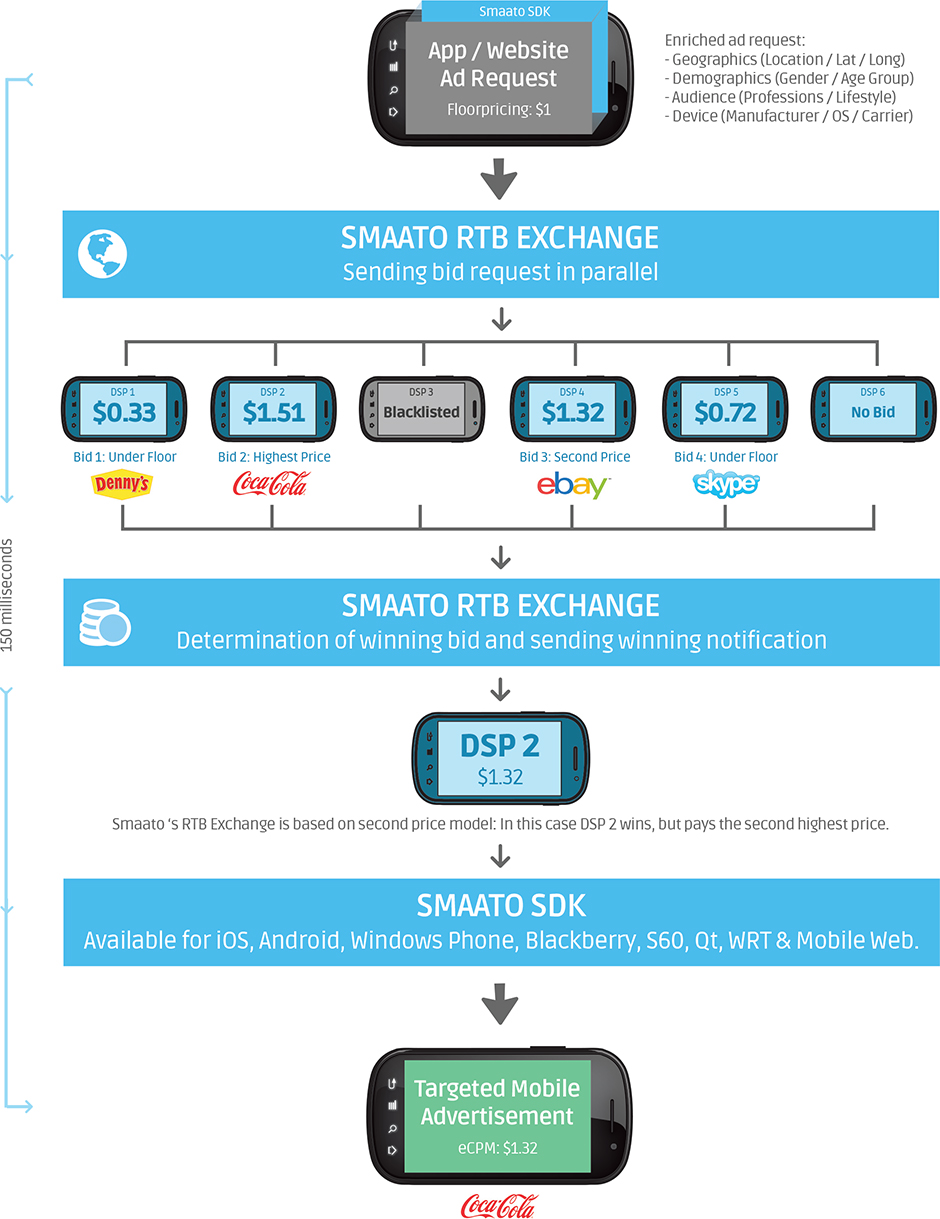 Smaato SDK
App / Website
Ad Request
Floorpricing: $1
Enriched ad request:
- Geographics (Location / Lat / Long)
- Demographics (Gender / Age Group)
- Audience (Professions / Lifestyle)
- Device (Manufacturer / OS / Carrier)
SMAATO RTB EXCHANGE
Sending bid request in parallel
DSP 1
$0.33
Bid 1: Under Floor
Denny's
DSP 2
$1.51
Bid 2: Highest Price
Coca-Cola
DSP 3
Blacklisted
DSP 4
$1.32
Bid 3: Second Price
ebay™
DSP 5
$0.72
Bid 4: Under Floor
skype™
DSP 6
No Bid
150 milliseconds
SMAATO RTB EXCHANGE
Determination of winning bid and sending winning notification
DSP 2
$1.32
Smaato ‘s RTB Exchange is based on second price model: In this case DSP 2 wins, but pays the second highest price.
SMAATO SDK
Available for iOS, Android, Windows Phone, Blackberry, S60, Qt, WRT & Mobile Web.
Targeted Mobile
Advertisement
eCPM: $1.32
Coca-Cola